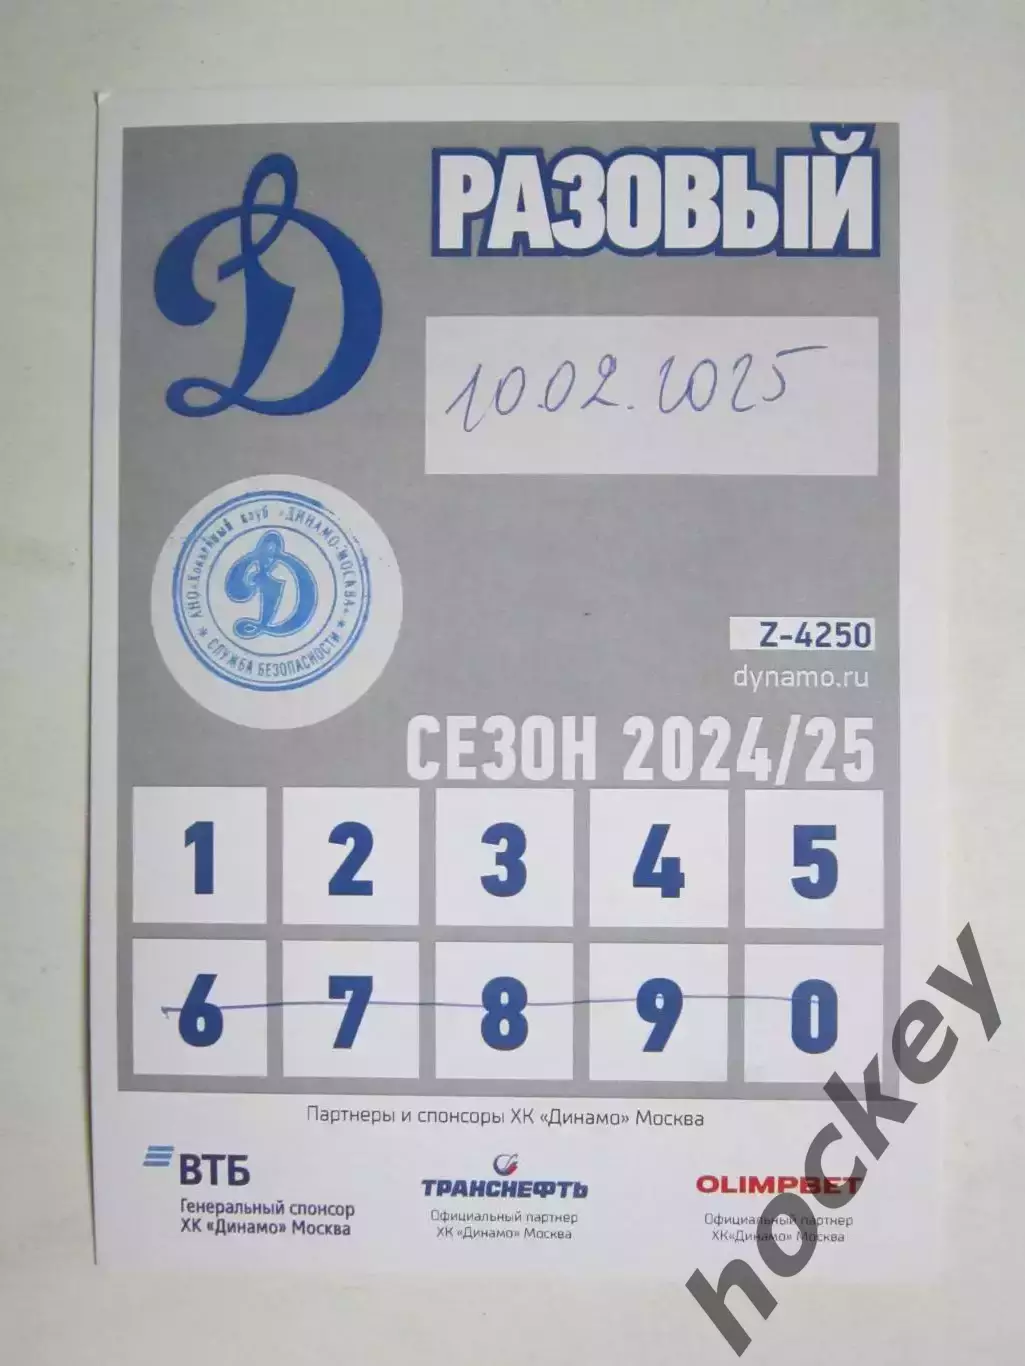 Д
РАЗОВЫЙ
10.02.2025
АНО «Хоккейный клуб «ДИНАМО-МОСКВА»
Д
* СЛУЖБА БЕЗОПАСНОСТИ *
Z-4250
dynamo.ru
СЕЗОН 2024/25
1 2 3 4 5
6 7 8 9 0
Партнеры и спонсоры ХК «Динамо» Москва
ВТБ
Генеральный спонсор
ХК «Динамо» Москва
ТРАНСНЕФТЬ
Официальный партнер
ХК «Динамо» Москва
OLIMPBET
Официальный партнер
ХК«Динамо» Москва
hockey